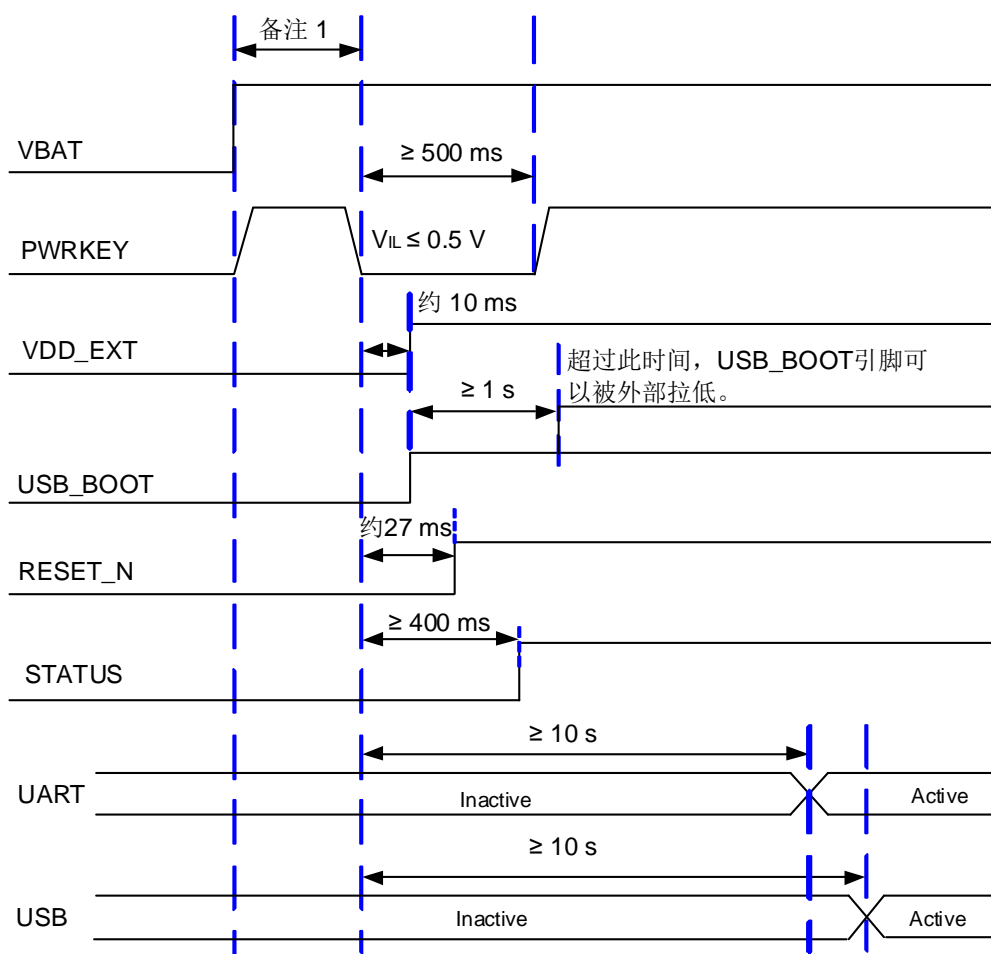 备注 1
VBAT
≥ 500 ms
PWRKEY
VIL ≤ 0.5 V
约 10 ms
VDD_EXT
超过此时间，USB_BOOT引脚可
以被外部拉低。
≥ 1 s
USB_BOOT
约27 ms
RESET_N
≥ 400 ms
STATUS
≥ 10 s
UART
Inactive
Active
≥ 10 s
USB
Inactive
Active